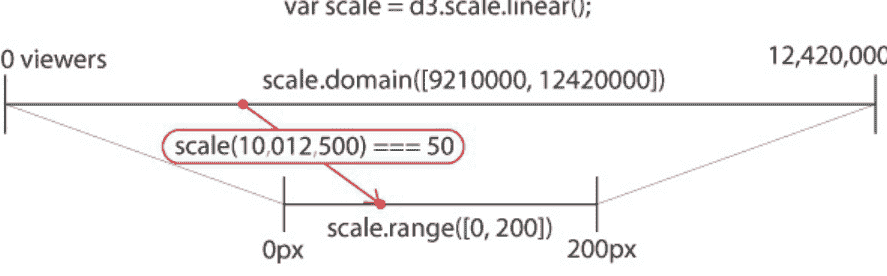 var scale = d3.scale.linear();
0 viewers
12,420,000
scale.domain([9210000, 12420000])
scale(10,012,500) === 50
scale.range([0, 200])
0px
200px